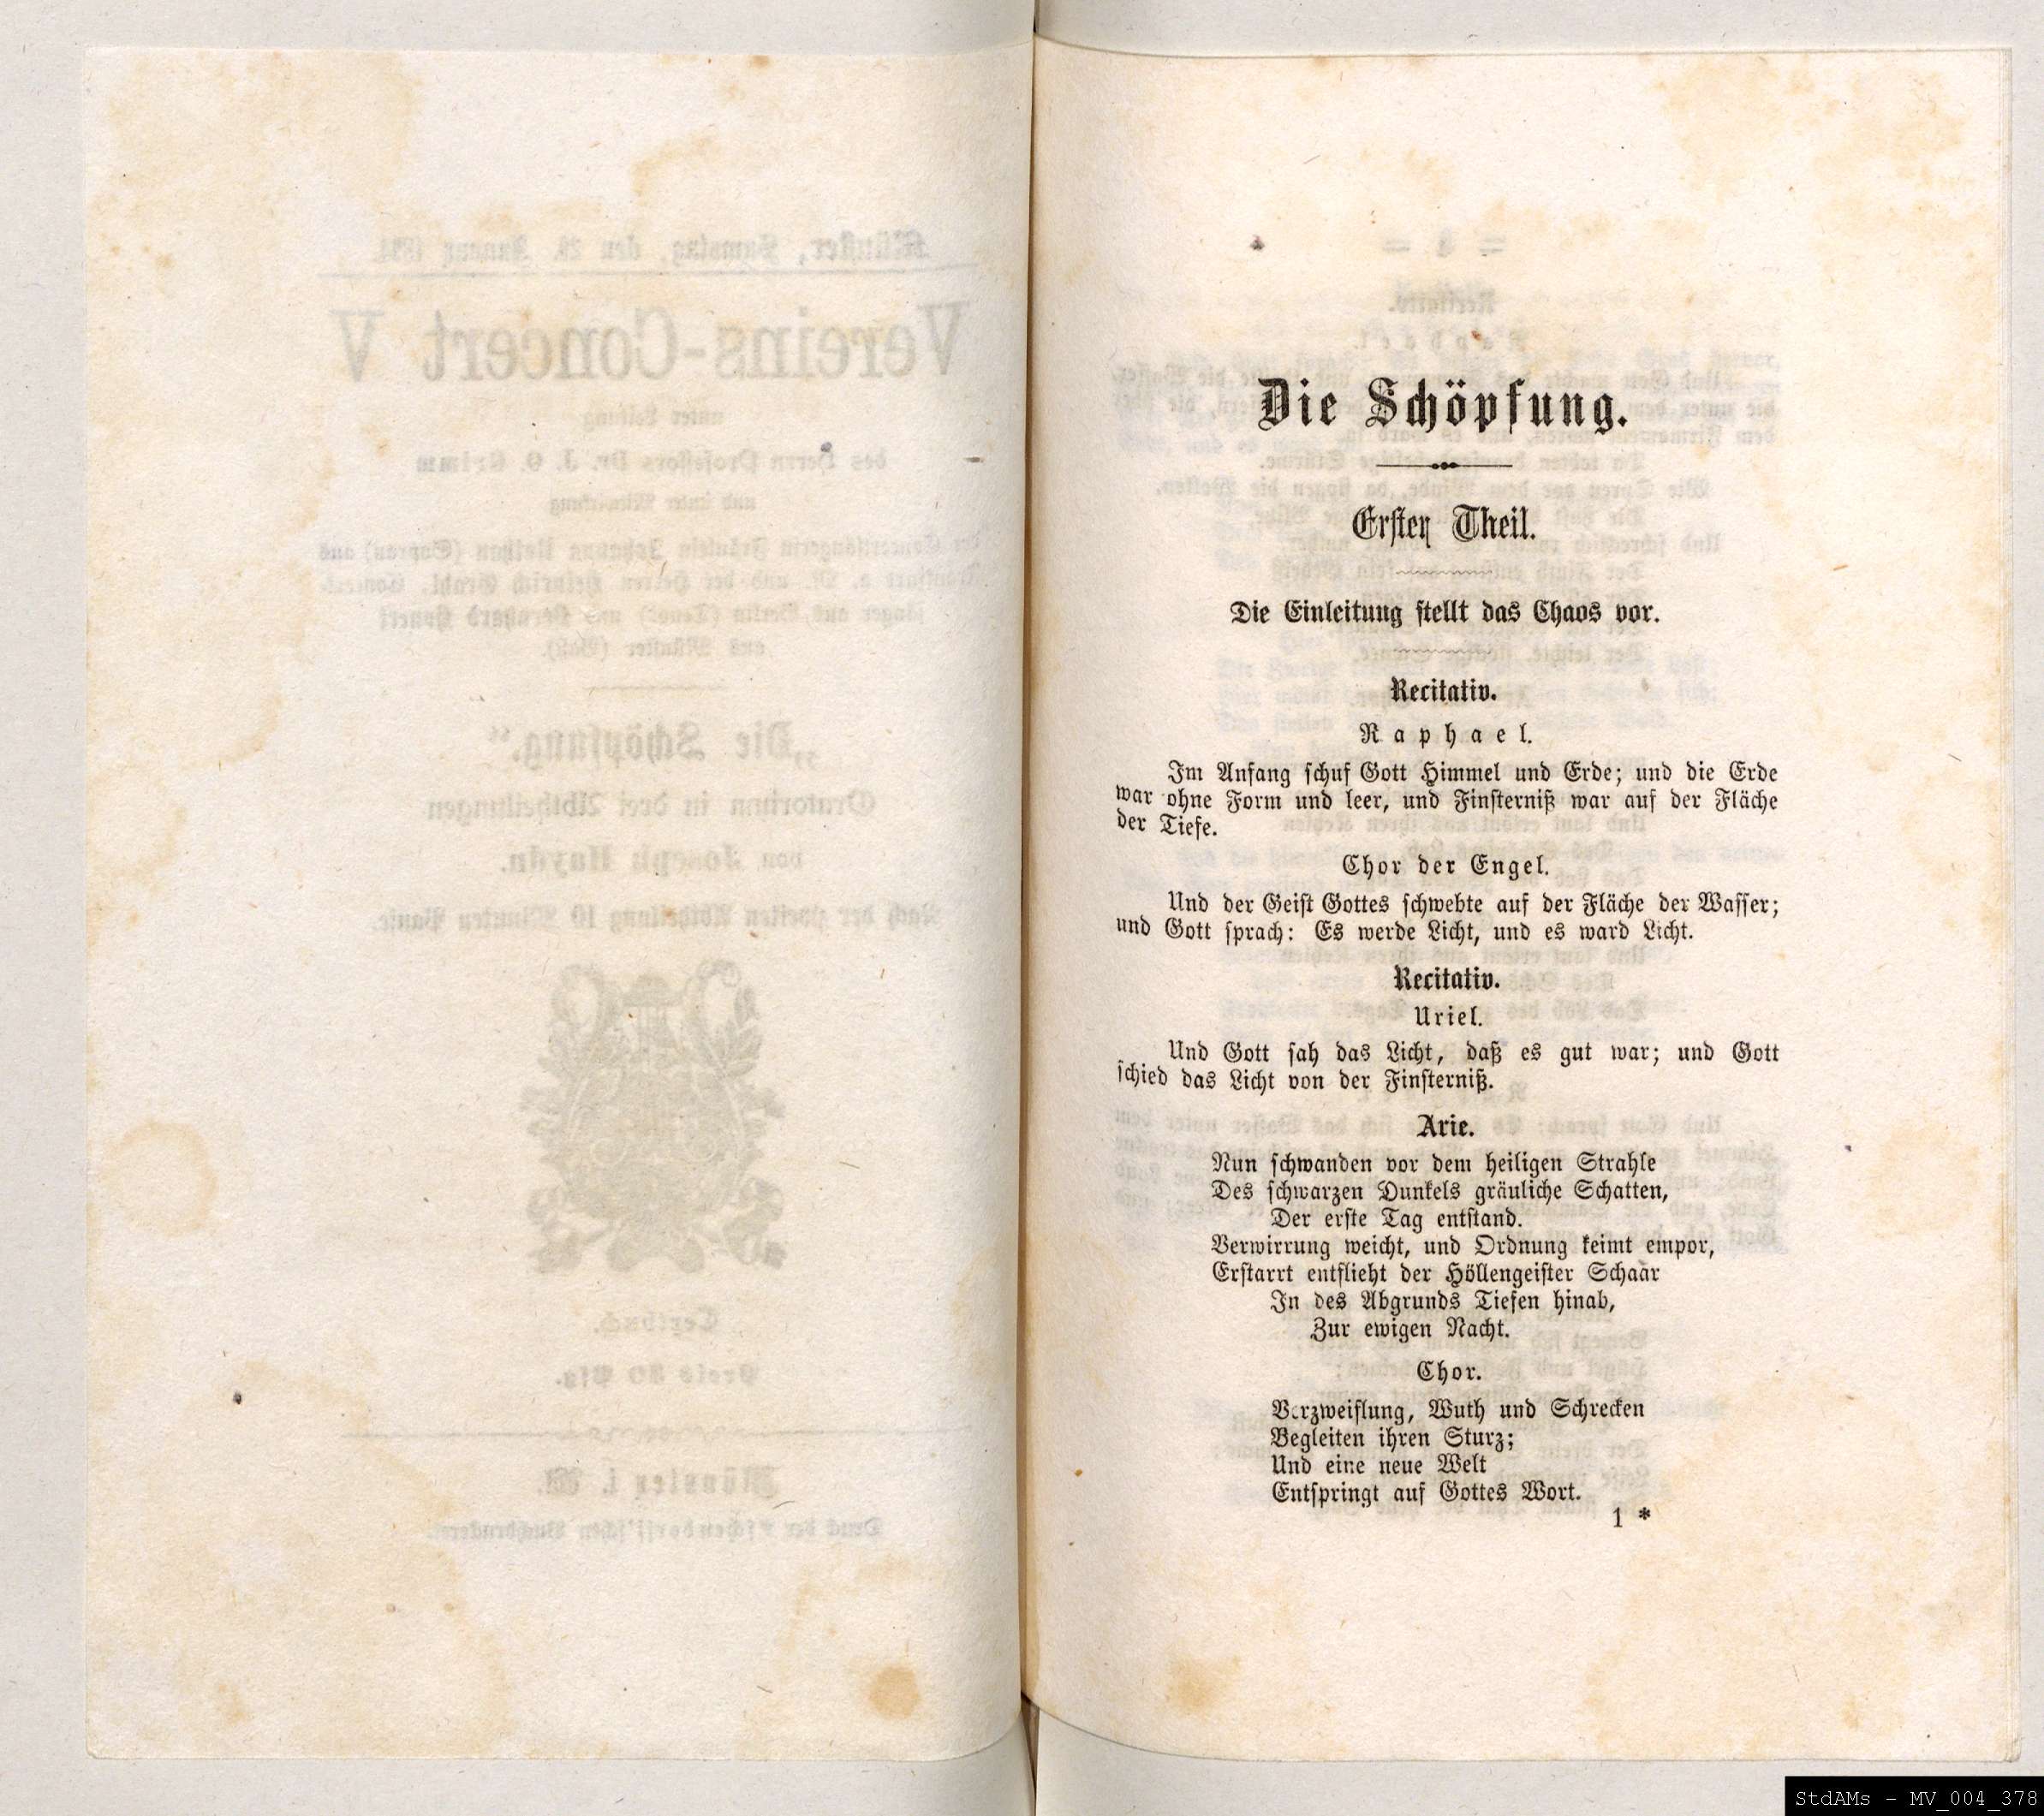 Die Schöpfung.
Erster Theil.
Die Einleitung stellt das Chaos vor.
Recitativ.
Raphael.
Im Anfang schuf Gott Himmel und Erde; und die Erde
war ohne Form und leer, und Finsterniß war auf der Fläche
der Tiefe.
Chor der Engel.
Und der Geist Gottes schwebte auf der Fläche der Wasser;
und Gott sprach: Es werde Licht, und es ward Licht.
Recitativ.
Uriel.
Und Gott sah das Licht, daß es gut war; und Gott
schied das Licht von der Finsterniß.
Arie.
Nun schwanden vor dem heiligen Strahle
Des schwarzen Dunkels gräuliche Schatten,
Der erste Tag entstand.
Verwirrung weicht, und Ordnung keimt empor,
Erstarrt entflieht der Höllengeister Schaar
In des Abgrunds Tiefen hinab,
Zur ewigen Nacht.
Chor.
Verzweiflung, Wuth und Schrecken
Begleiten ihren Sturz;
Und eine neue Welt
Entspringt auf Gottes Wort.
1 *
StdAMs - MV_004_378